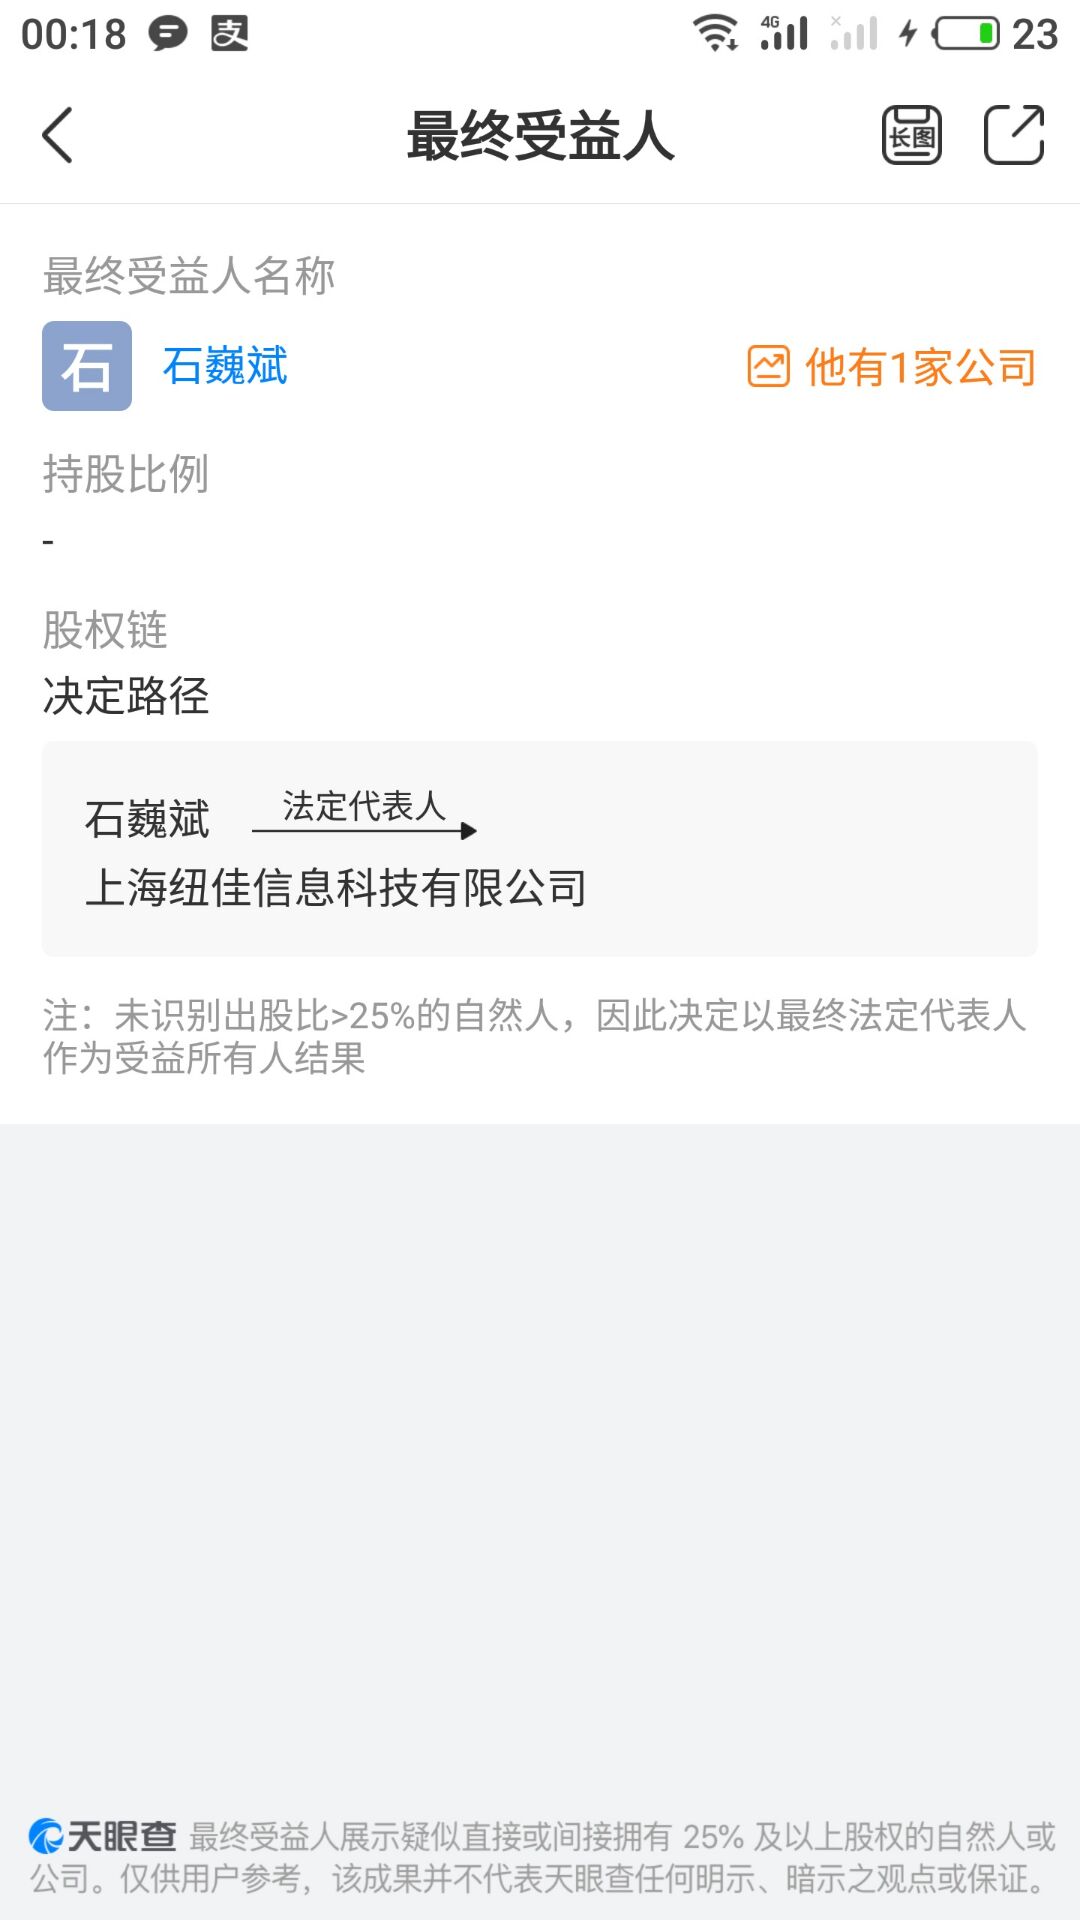 00:18 支 4G 23
最终受益人 长图
最终受益人名称
石 石巍斌 他有1家公司
持股比例
-
股权链
决定路径
石巍斌 法定代表人
上海纽佳信息科技有限公司
注：未识别出股比>25%的自然人，因此决定以最终法定代表人
作为受益所有人结果
天眼查 最终受益人展示疑似直接或间接拥有 25% 及以上股权的自然人或
公司。仅供用户参考，该成果并不代表天眼查任何明示、暗示之观点或保证。